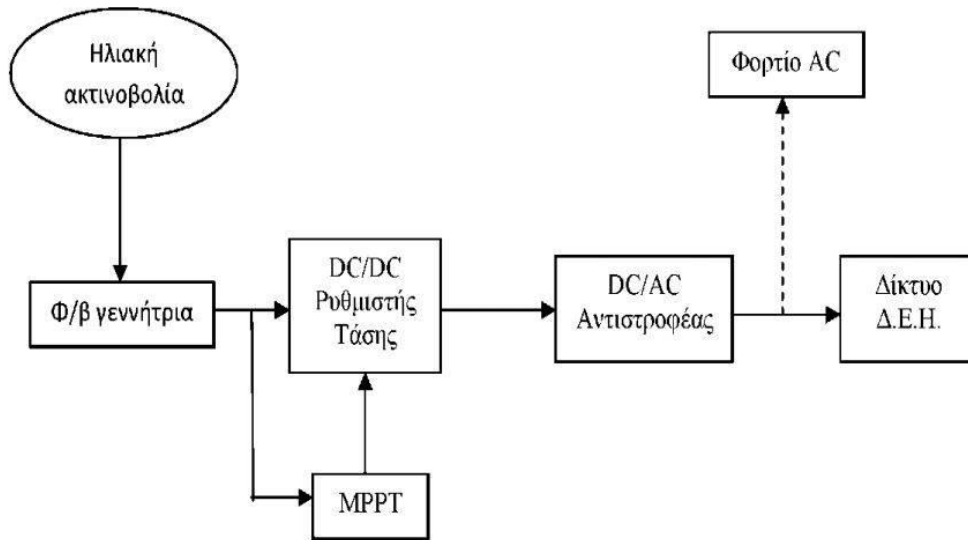 Ηλιακή
ακτινοβολία
Φορτίο AC
Φ/β γεννήτρια
DC/DC
Ρυθμιστής
Τάσης
DC/AC
Αντιστροφέας
Δίκτυο
Δ.Ε.Η.
MPPT